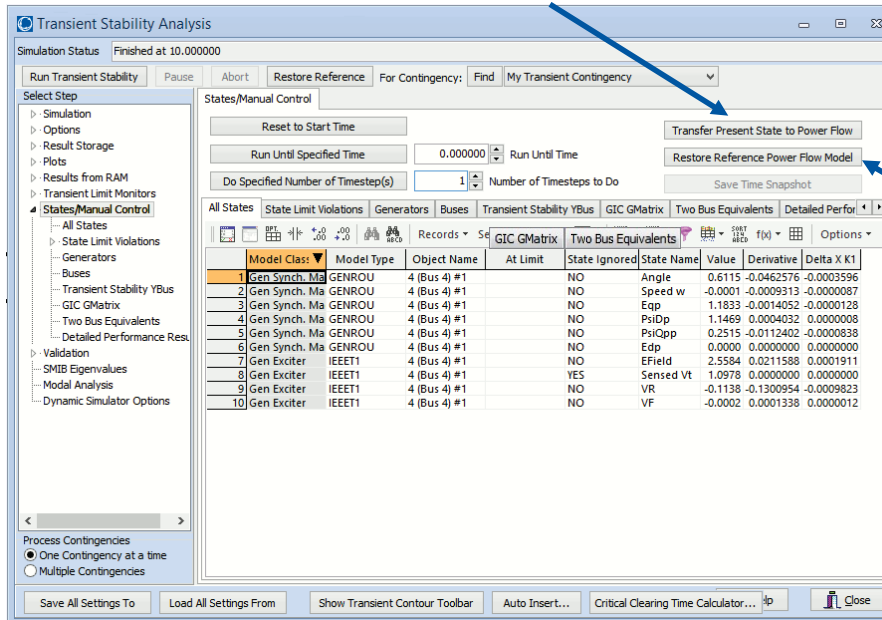 Transient Stability Analysis
Simulation Status Finished at 10.000000
Run Transient Stability Pause Abort Restore Reference For Contingency: Find My Transient Contingency
Select Step
Simulation
Options
Result Storage
Plots
Results from RAM
Transient Limit Monitors
States/Manual Control
All States
State Limit Violations
Generators
Buses
Transient Stability YBus
GIC GMatrix
Two Bus Equivalents
Detailed Performance Resu
Validation
SMIB Eigenvalues
Modal Analysis
Dynamic Simulator Options
Process Contingencies
One Contingency at a time
Multiple Contingencies
States/Manual Control
Reset to Start Time
Transfer Present State to Power Flow
Run Until Specified Time 0.000000 Run Until Time
Restore Reference Power Flow Model
Do Specified Number of Timestep(s) 1 Number of Timesteps to Do
Save Time Snapshot
All States State Limit Violations Generators Buses Transient Stability YBus GIC GMatrix Two Bus Equivalents Detailed Perfor
Records Se GIC GMatrix Two Bus Equivalents SORT f(x) Options
Model Class Model Type Object Name At Limit State Ignored State Name Value Derivative Delta X K1
1 Gen Synch. Ma GENROU 4 (Bus 4) #1 NO Angle 0.6115 -0.0462576 -0.0003596
2 Gen Synch. Ma GENROU 4 (Bus 4) #1 NO Speed w -0.0001 -0.0009313 -0.0000087
3 Gen Synch. Ma GENROU 4 (Bus 4) #1 NO Eqp 1.1833 -0.0014052 -0.0000128
4 Gen Synch. Ma GENROU 4 (Bus 4) #1 NO PsiDp 1.1469 0.0004032 0.0000008
5 Gen Synch. Ma GENROU 4 (Bus 4) #1 NO PsiQpp 0.2515 -0.0112402 -0.0000838
6 Gen Synch. Ma GENROU 4 (Bus 4) #1 NO Edp 0.0000 0.0000000 0.0000000
7 Gen Exciter IEEET1 4 (Bus 4) #1 NO EField 2.5584 0.0211588 0.0001911
8 Gen Exciter IEEET1 4 (Bus 4) #1 YES Sensed Vt 1.0978 0.0000000 0.0000000
9 Gen Exciter IEEET1 4 (Bus 4) #1 NO VR -0.1138 -0.1300954 -0.0009823
10 Gen Exciter IEEET1 4 (Bus 4) #1 NO VF -0.0002 0.0001338 0.0000012
Save All Settings To Load All Settings From Show Transient Contour Toolbar Auto Insert... Critical Clearing Time Calculator... lp Close